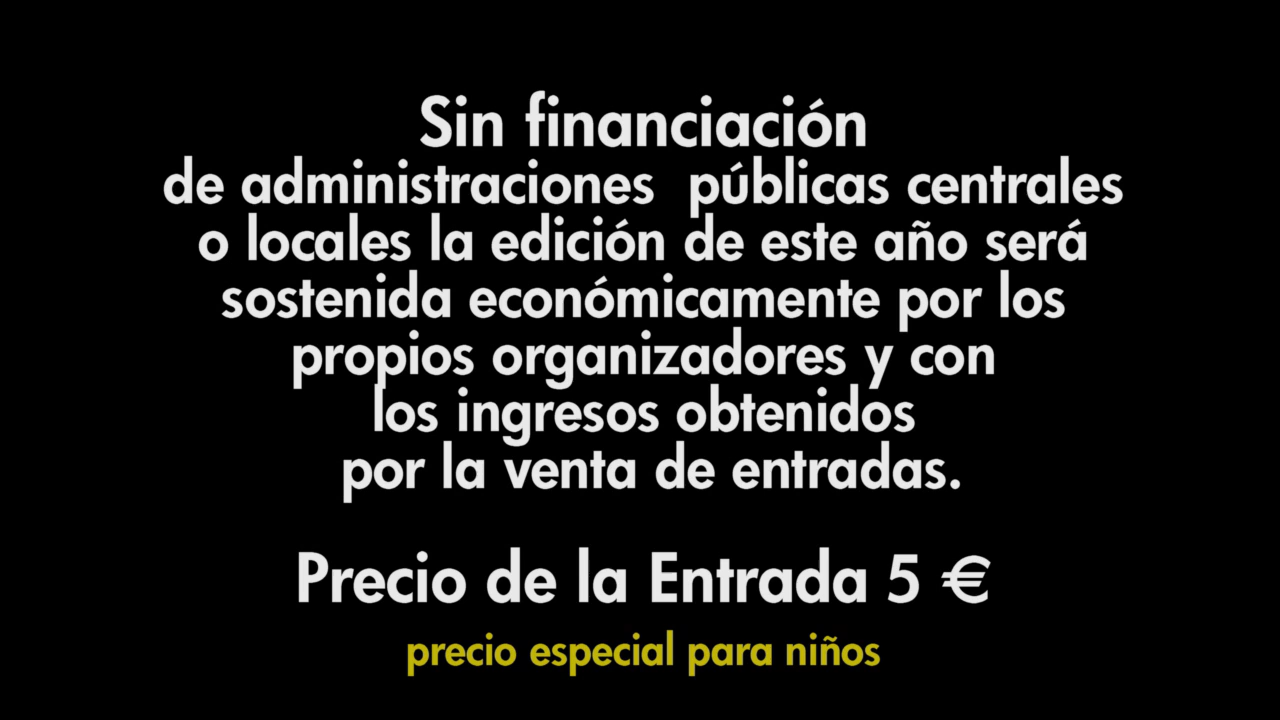 Sin financiación
de administraciones  públicas centrales
o locales la edición de este año será
sostenida económicamente por los
propios organizadores y con
los ingresos obtenidos
por la venta de entradas.
Precio de la Entrada 5 €
precio especial para niños